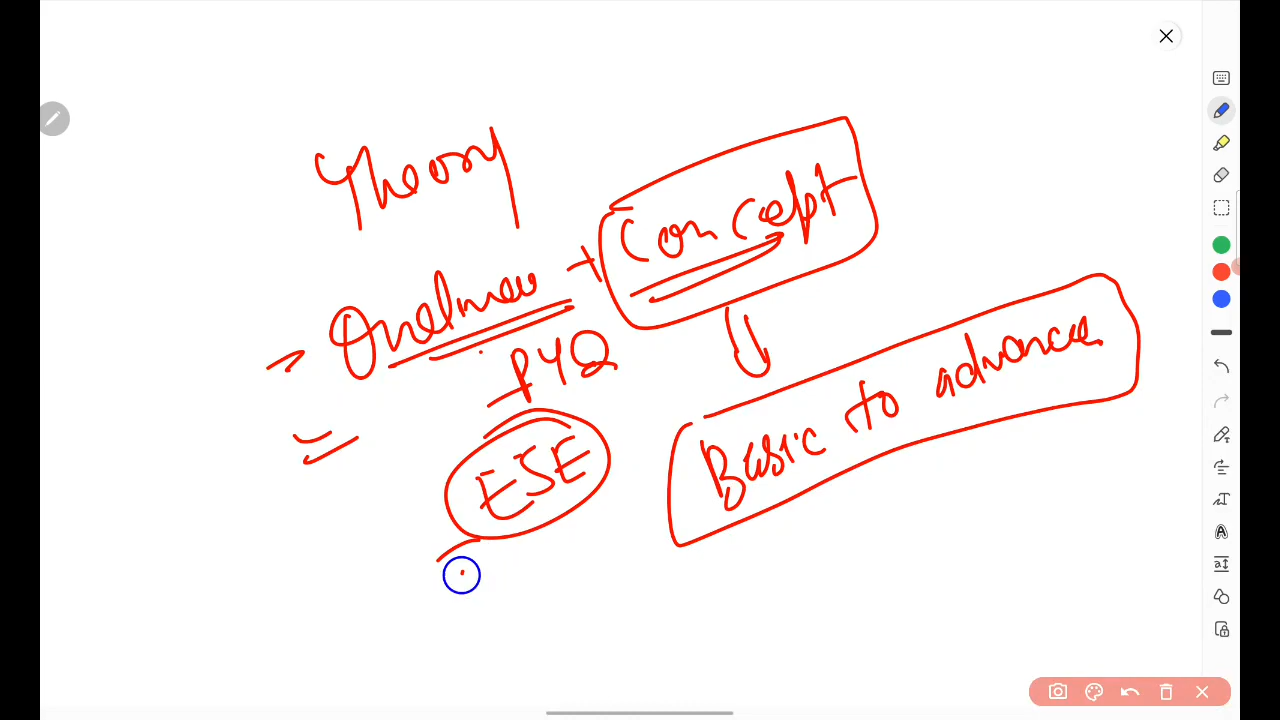 Theory
Oneliner + Concept
PYQ
ESE
Basic to advance